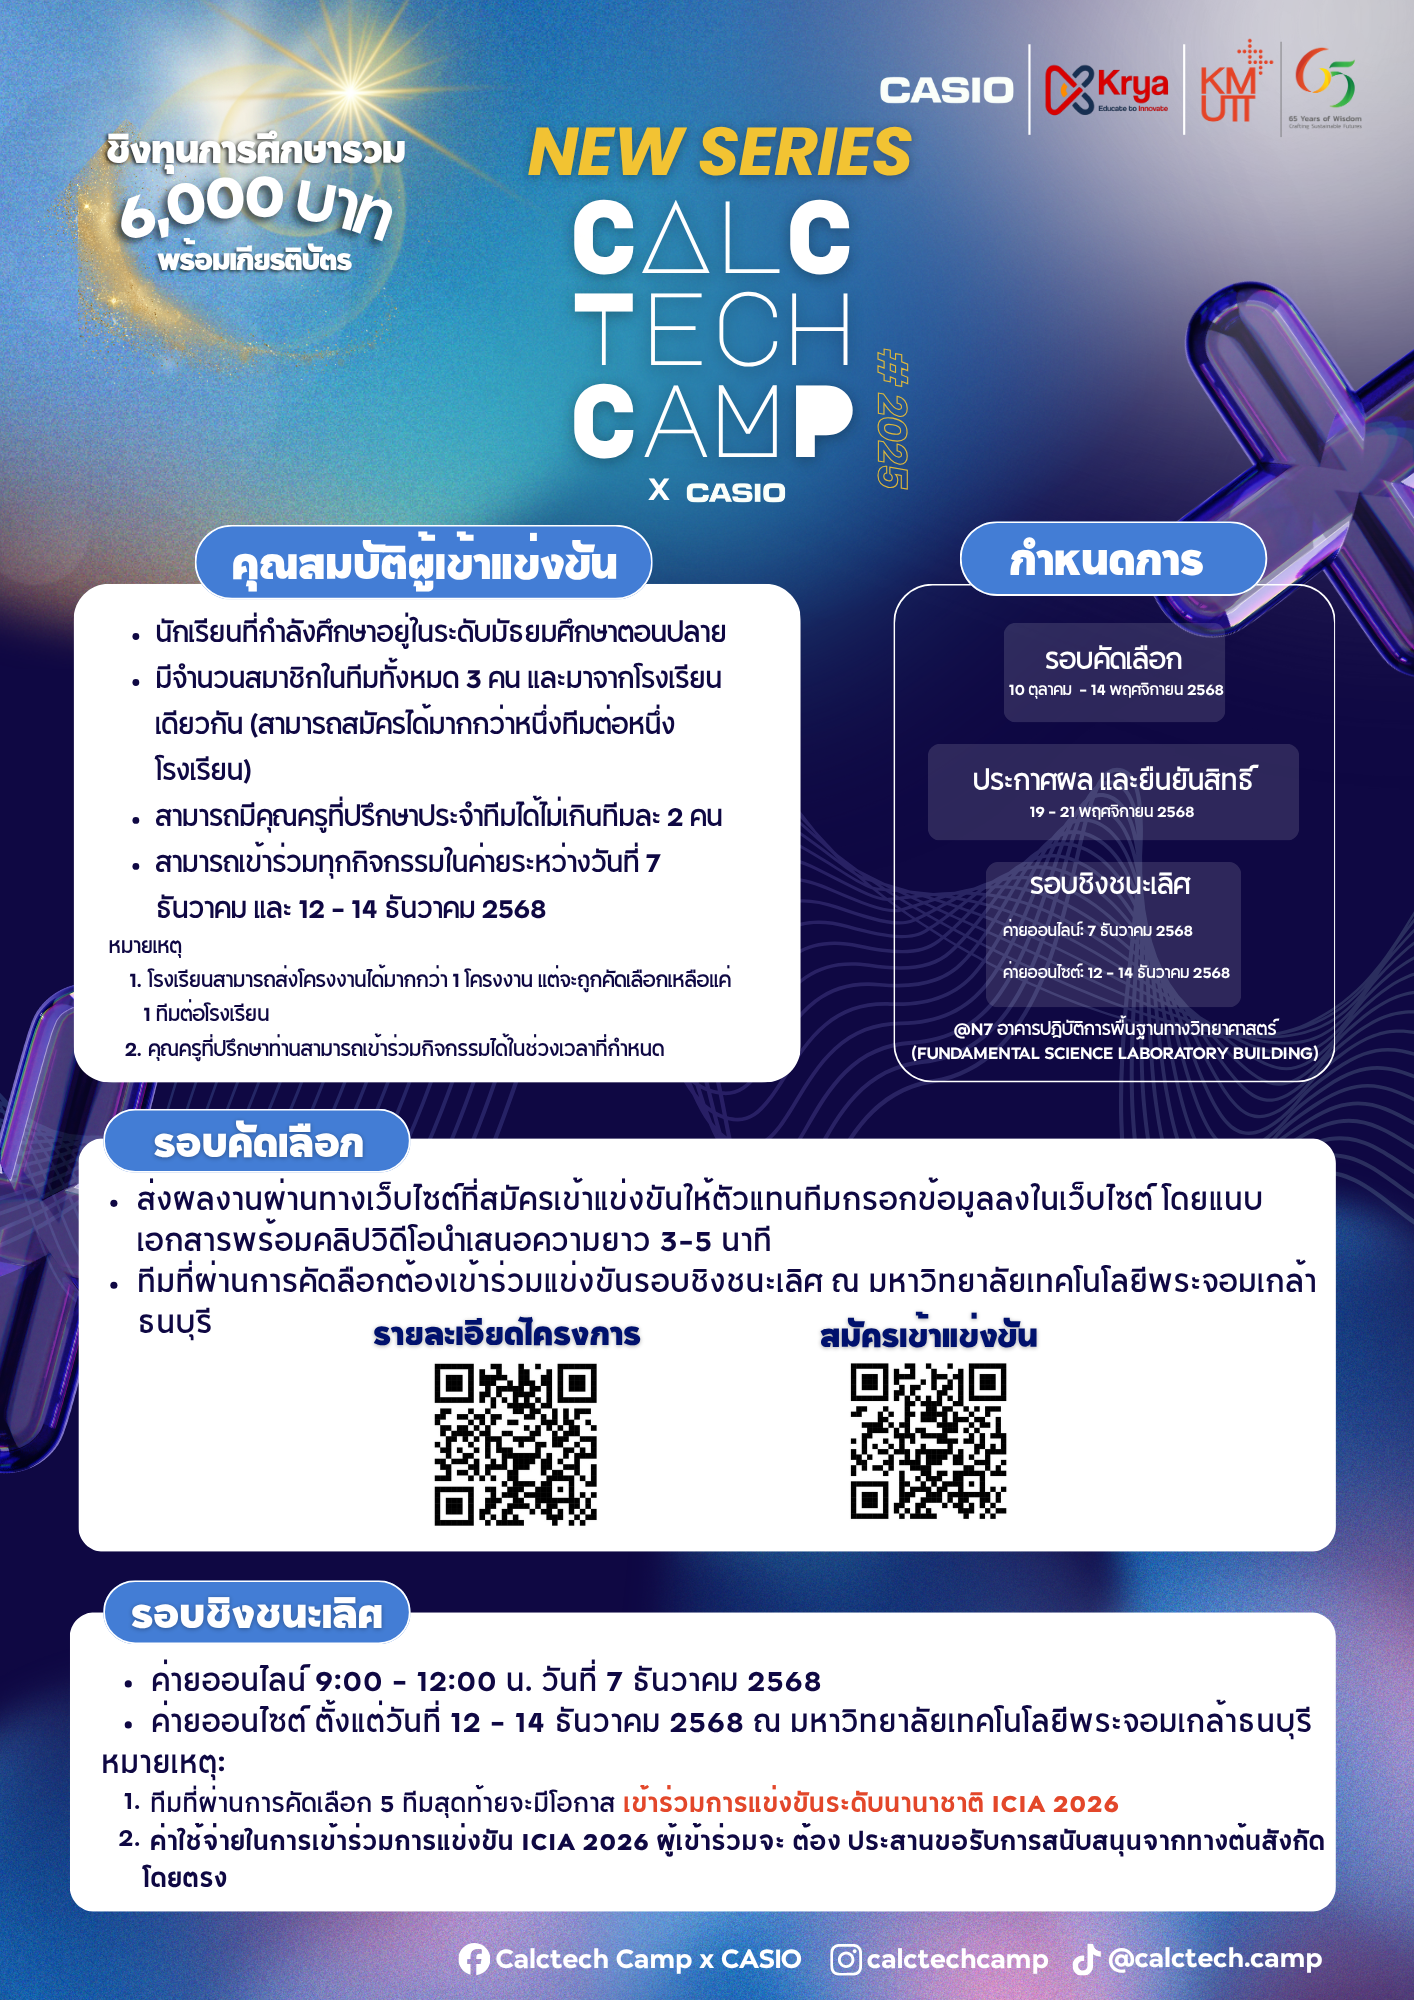 CASIO
Krya
Educate to Innovate
KM
UTT
65 Years of Wisdom
Crafting Sustainable Futures
ชิงทุนการศึกษารวม
6,000 บาท
พร้อมเกียรติบัตร
NEW SERIES
CALC
TECH
CAMP
# 2025
X CASIO
คุณสมบัติผู้เข้าแข่งขัน
• นักเรียนที่กำลังศึกษาอยู่ในระดับมัธยมศึกษาตอนปลาย
• มีจำนวนสมาชิกในทีมทั้งหมด 3 คน และมาจากโรงเรียน
เดียวกัน (สามารถสมัครได้มากกว่าหนึ่งทีมต่อหนึ่ง
โรงเรียน)
• สามารถมีคุณครูที่ปรึกษาประจำทีมได้ไม่เกินทีมละ 2 คน
• สามารถเข้าร่วมทุกกิจกรรมในค่ายระหว่างวันที่ 7
ธันวาคม และ 12 - 14 ธันวาคม 2568
หมายเหตุ
1. โรงเรียนสามารถส่งโครงงานได้มากกว่า 1 โครงงาน แต่จะถูกคัดเลือกเหลือแค่
1 ทีมต่อโรงเรียน
2. คุณครูที่ปรึกษาท่านสามารถเข้าร่วมกิจกรรมได้ในช่วงเวลาที่กำหนด
กำหนดการ
รอบคัดเลือก
10 ตุลาคม - 14 พฤศจิกายน 2568
ประกาศผล และยืนยันสิทธิ์
19 - 21 พฤศจิกายน 2568
รอบชิงชนะเลิศ
ค่ายออนไลน์: 7 ธันวาคม 2568
ค่ายออนไซต์: 12 - 14 ธันวาคม 2568
@N7 อาคารปฏิบัติการพื้นฐานทางวิทยาศาสตร์
(FUNDAMENTAL SCIENCE LABORATORY BUILDING)
รอบคัดเลือก
• ส่งผลงานผ่านทางเว็บไซต์ที่สมัครเข้าแข่งขันให้ตัวแทนทีมกรอกข้อมูลลงในเว็บไซต์ โดยแนบ
เอกสารพร้อมคลิปวิดีโอนำเสนอความยาว 3-5 นาที
• ทีมที่ผ่านการคัดลือกต้องเข้าร่วมแข่งขันรอบชิงชนะเลิศ ณ มหาวิทยาลัยเทคโนโลยีพระจอมเกล้า
ธนบุรี
รายละเอียดโครงการ
สมัครเข้าแข่งขัน
รอบชิงชนะเลิศ
• ค่ายออนไลน์ 9:00 - 12:00 น. วันที่ 7 ธันวาคม 2568
• ค่ายออนไซต์ ตั้งแต่วันที่ 12 - 14 ธันวาคม 2568 ณ มหาวิทยาลัยเทคโนโลยีพระจอมเกล้าธนบุรี
หมายเหตุ:
1. ทีมที่ผ่านการคัดเลือก 5 ทีมสุดท้ายจะมีโอกาส เข้าร่วมการแข่งขันระดับนานาชาติ ICIA 2026
2. ค่าใช้จ่ายในการเข้าร่วมการแข่งขัน ICIA 2026 ผู้เข้าร่วมจะ ต้อง ประสานขอรับการสนับสนุนจากทางต้นสังกัด
โดยตรง
Calctech Camp x CASIO
calctechcamp
@calctech.camp